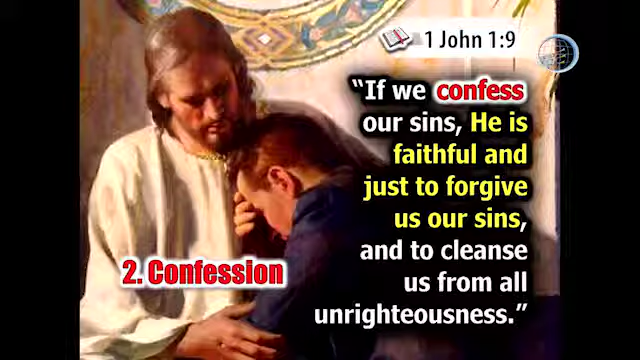 1 John 1:9
“If we confess
our sins, He is
faithful and
just to forgive
us our sins,
and to cleanse
us from all
unrighteousness.”
2. Confession